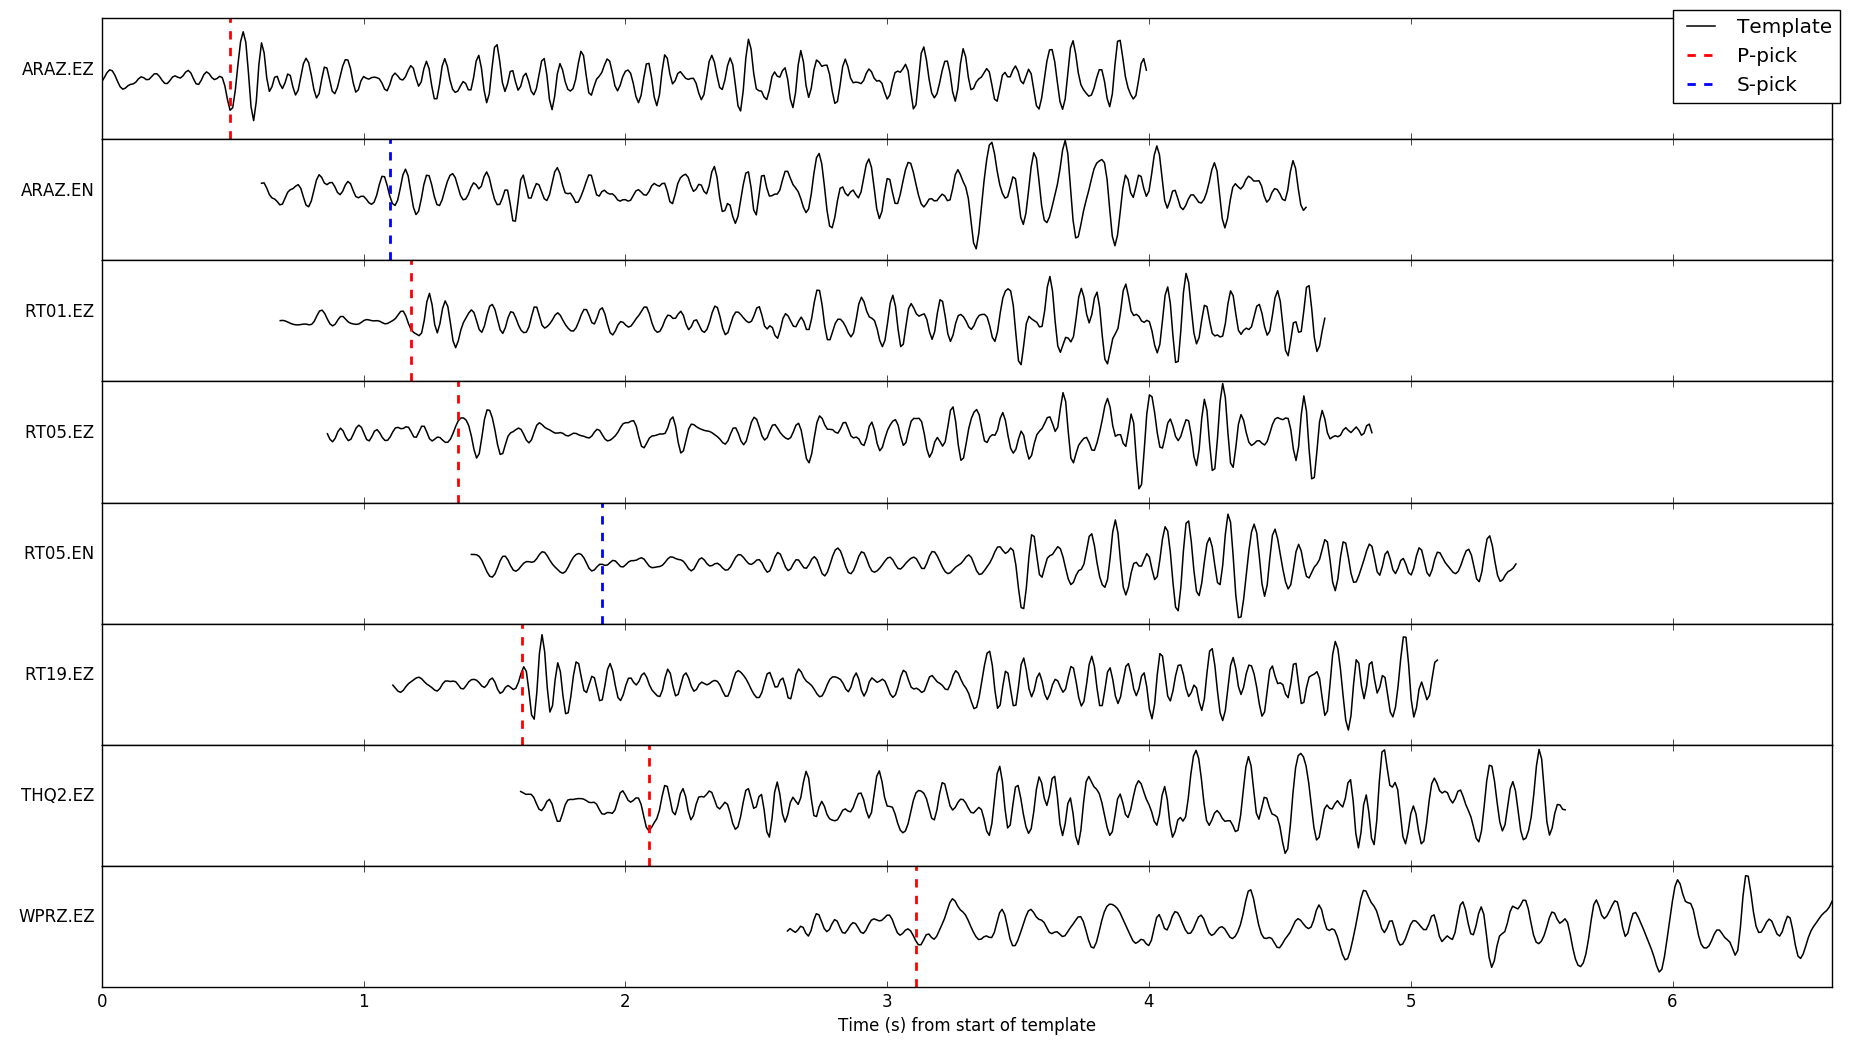 Template
P-pick
S-pick
ARAZ.EZ
ARAZ.EN
RT01.EZ
RT05.EZ
RT05.EN
RT19.EZ
THQ2.EZ
WPRZ.EZ
0 1 2 3 4 5 6
Time (s) from start of template